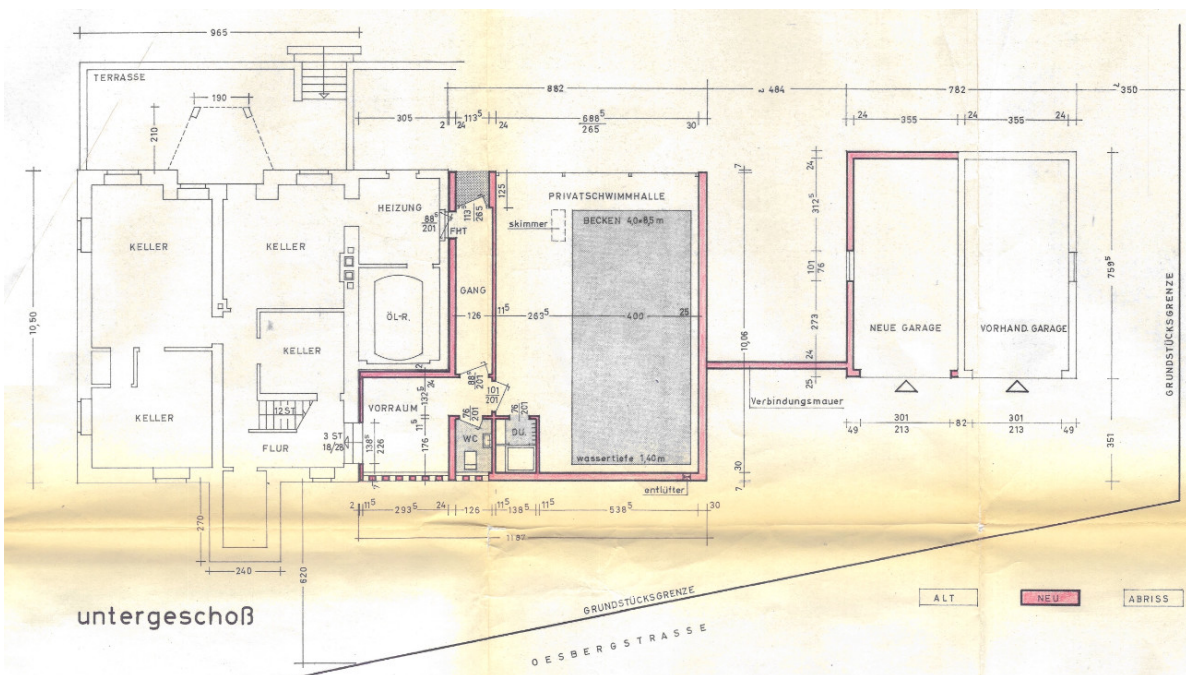 965
TERRASSE
190
210
305
2
24
113⁵
24
882
688⁵
265
30
~ 484
782
~ 350
24
355
24
24
355
24
10,50
KELLER
KELLER
HEIZUNG
88⁵
201
FHT
113⁵
265
125
PRIVATSCHWIMMHALLE
skimmer
BECKEN 4,0×8,5 m
7
24
312⁵
101
76
273
24
25
759⁵
GRUNDSTÜCKSGRENZE
GANG
126
11⁵
263⁵
400
25
10,06
ÖL-R.
NEUE GARAGE
VORHAND. GARAGE
KELLER
KELLER
12 ST
FLUR
3 ST
18/26
VORRAUM
24
88⁵
201
101
201
132⁵
11⁵
176
138⁵
226
76
201
WC
76
201
DU.
wassertiefe 1,40 m
Verbindungsmauer
49
301
213
82
301
213
49
351
30
7
entlüfter
2
11⁵
293⁵
24
126
11⁵
138⁵
11⁵
538⁵
30
1187
270
240
620
untergeschoß
GRUNDSTÜCKSGRENZE
OESBERGSTRASSE
ALT
NEU
ABRISS